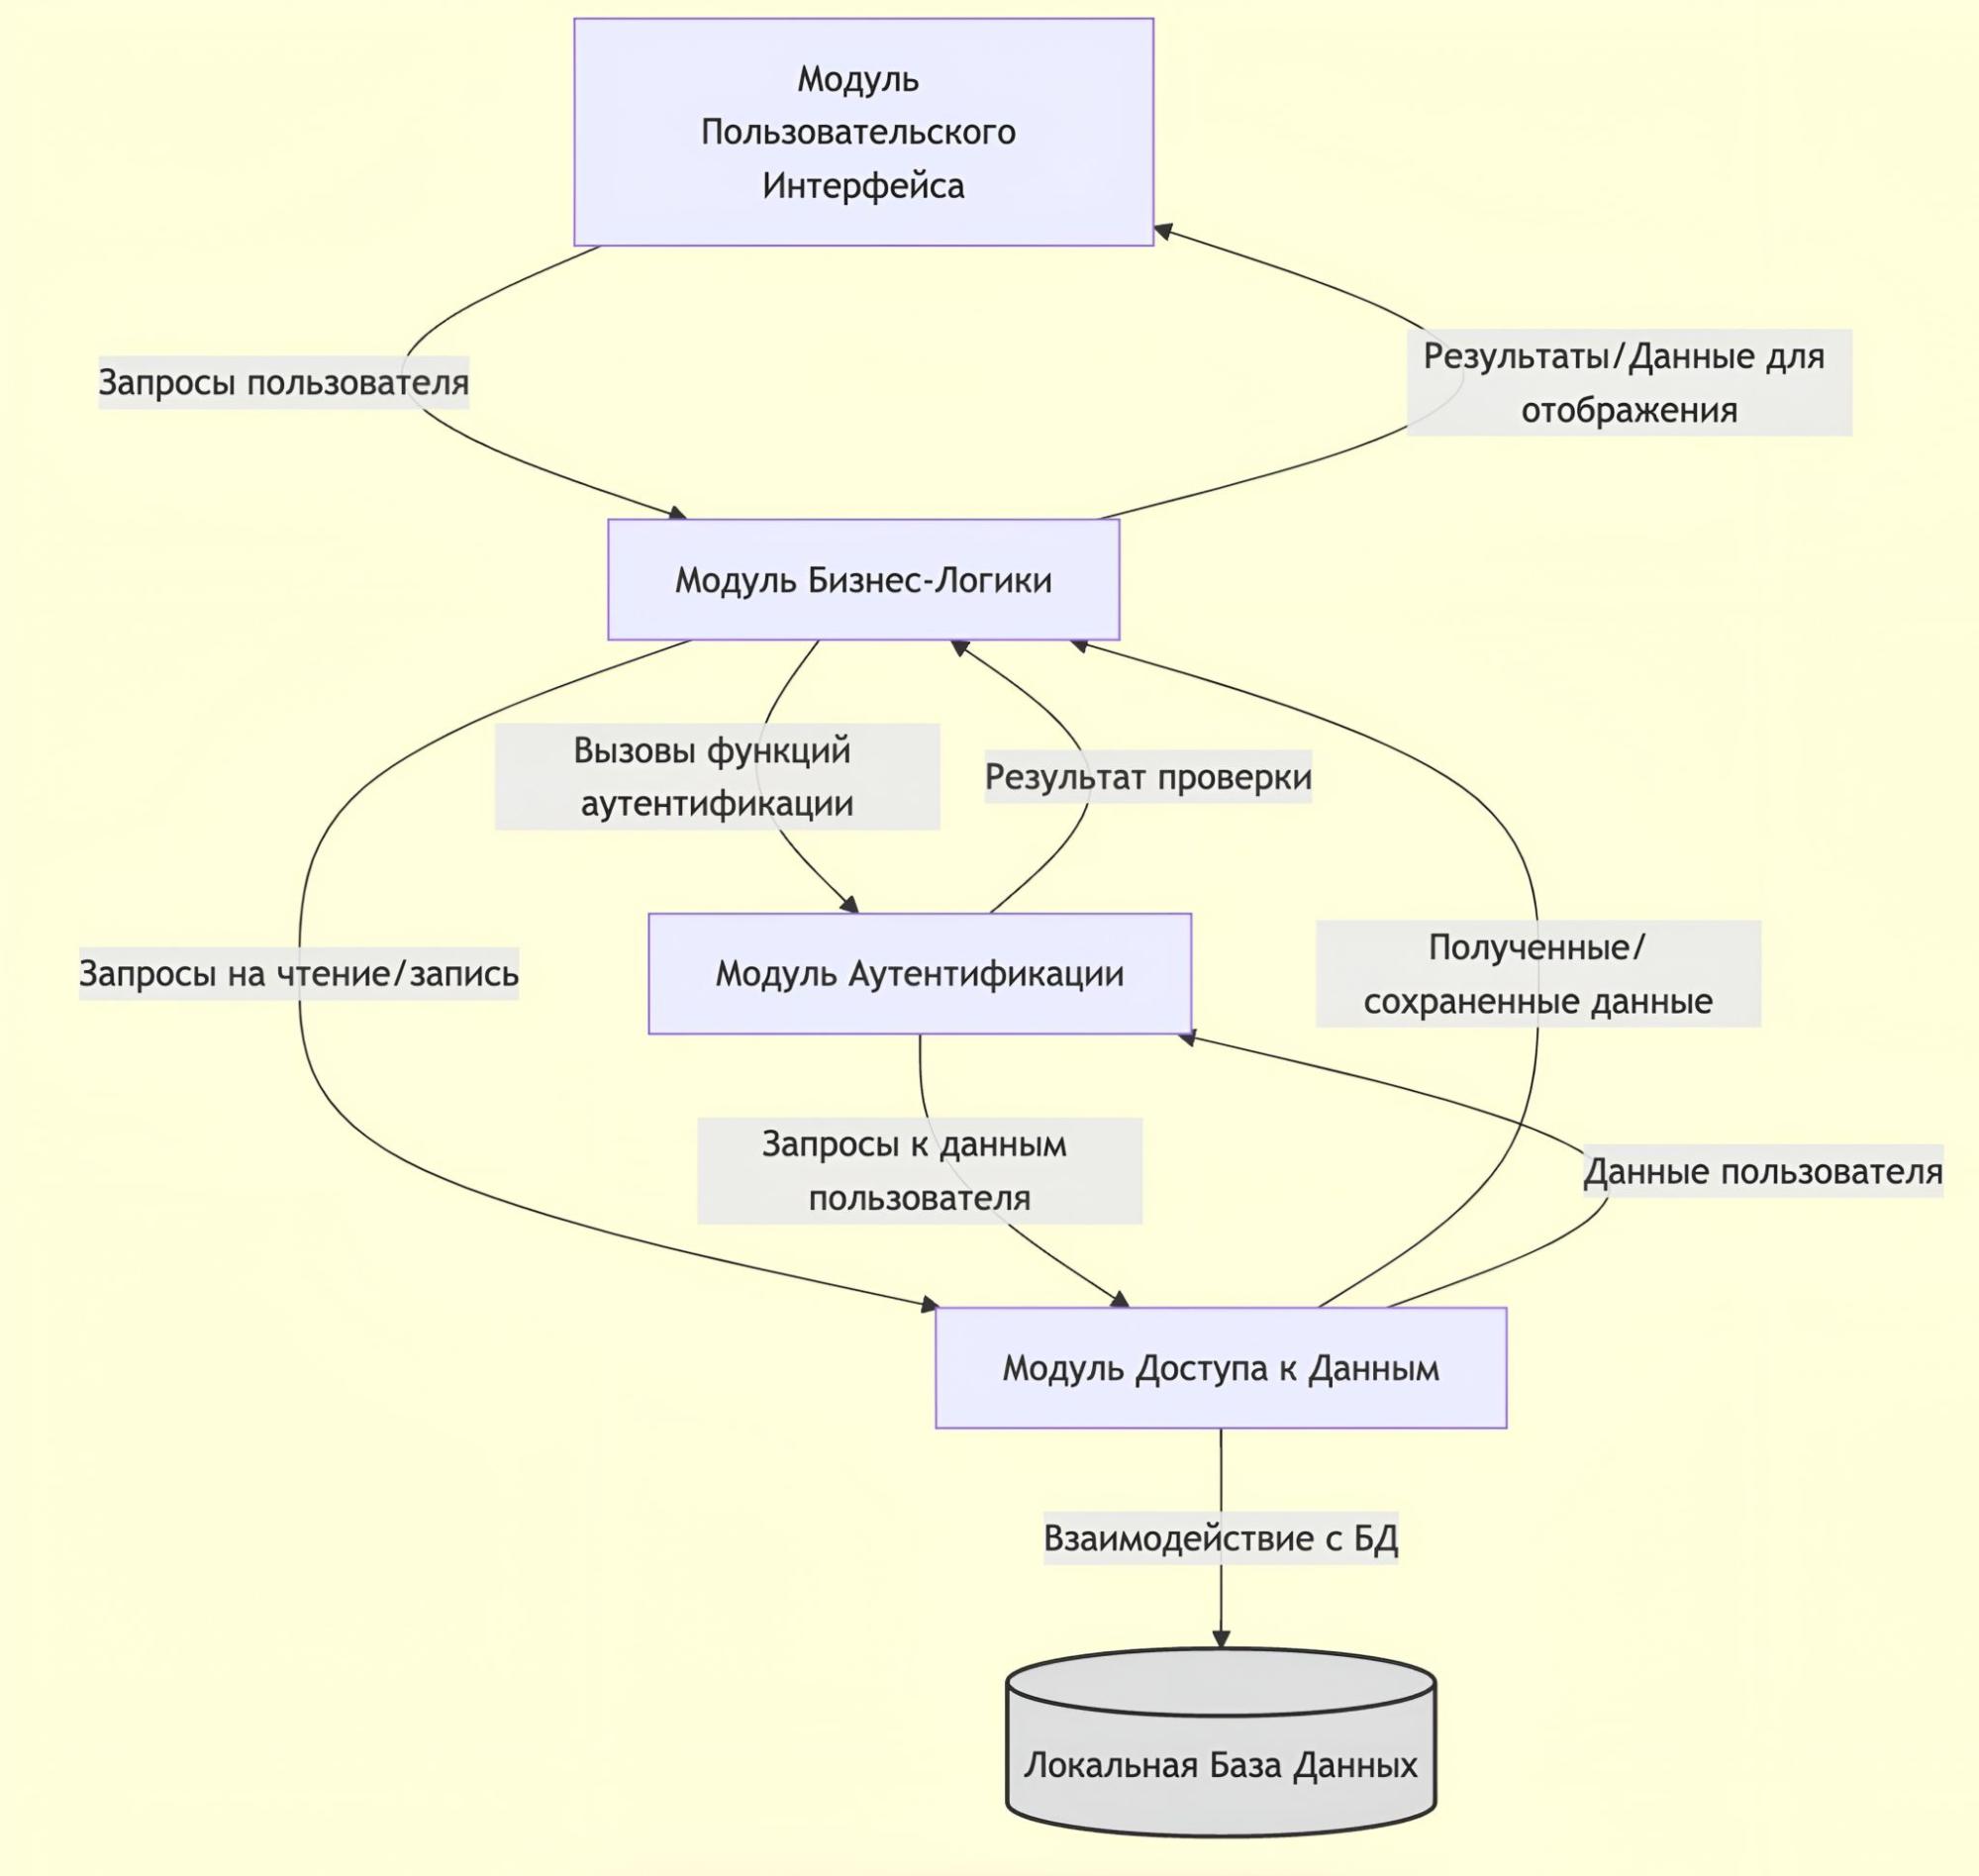 Модуль
Пользовательского
Интерфейса
Запросы пользователя
Результаты/Данные для
отображения
Модуль Бизнес-Логики
Вызовы функций
аутентификации
Результат проверки
Запросы на чтение/запись
Модуль Аутентификации
Полученные/
сохраненные данные
Запросы к данным
пользователя
Данные пользователя
Модуль Доступа к Данным
Взаимодействие с БД
Локальная База Данных